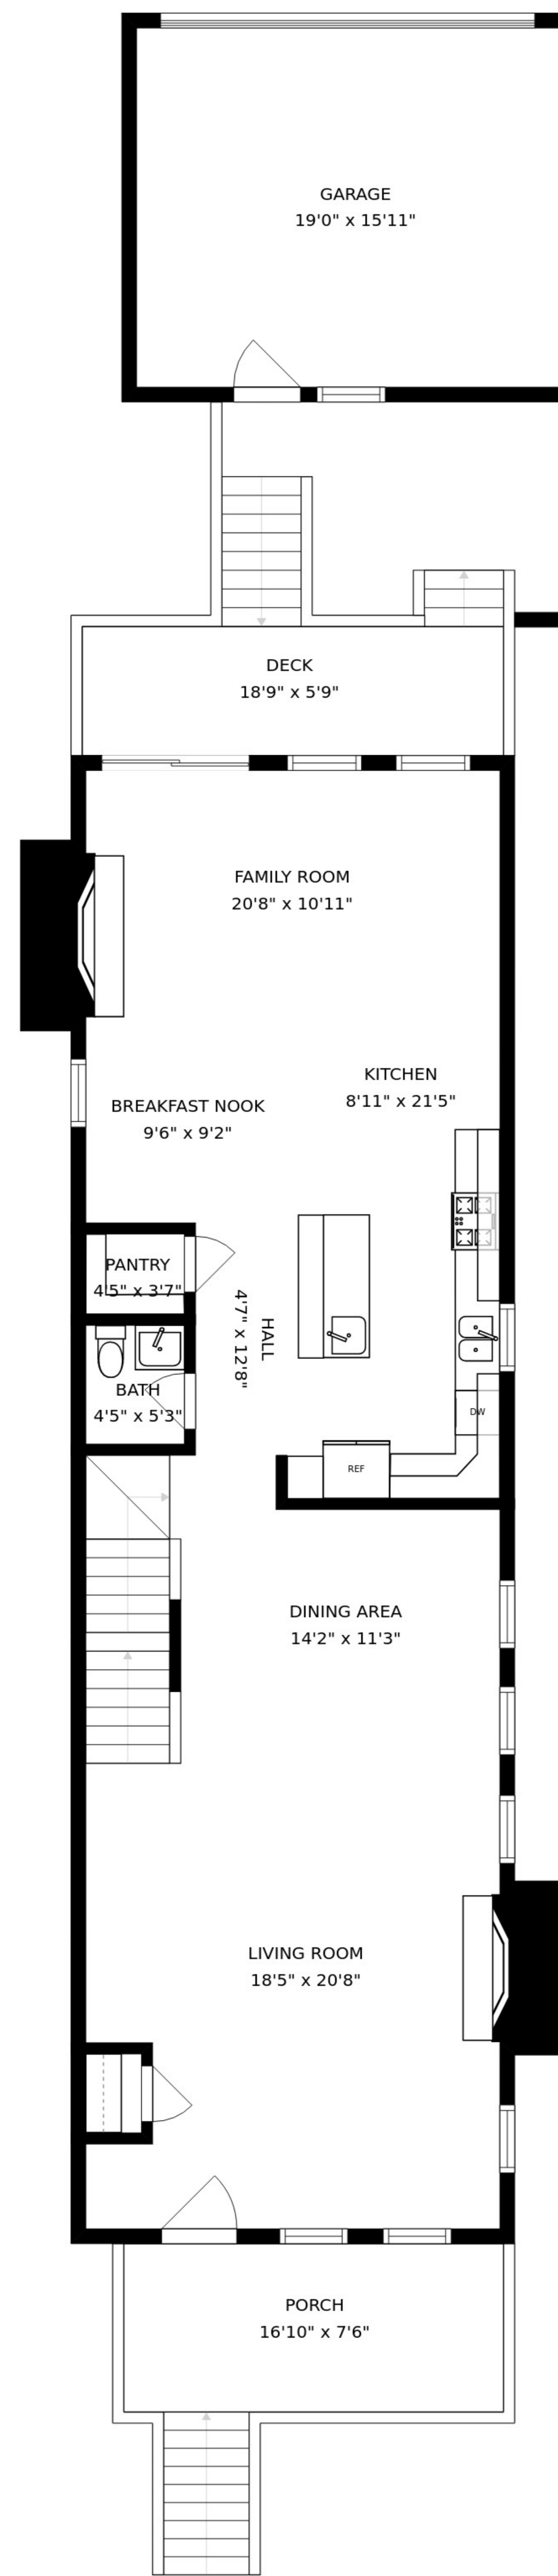 GARAGE
19'0" x 15'11"
DECK
18'9" x 5'9"
FAMILY ROOM
20'8" x 10'11"
KITCHEN
8'11" x 21'5"
BREAKFAST NOOK
9'6" x 9'2"
PANTRY
4'5" x 3'7"
HALL
4'7" x 12'8"
BATH
4'5" x 5'3"
DW
REF
DINING AREA
14'2" x 11'3"
LIVING ROOM
18'5" x 20'8"
PORCH
16'10" x 7'6"